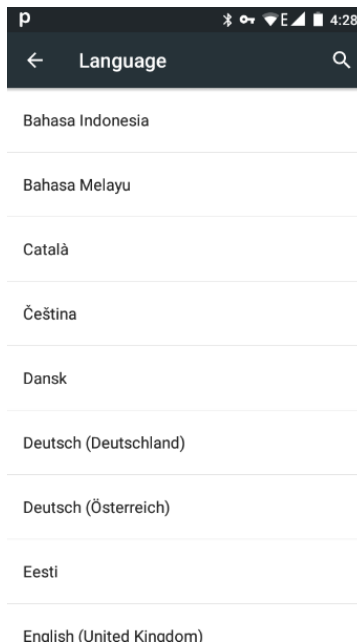 p E 4:28
Language
Bahasa Indonesia
Bahasa Melayu
Català
Čeština
Dansk
Deutsch (Deutschland)
Deutsch (Österreich)
Eesti
English (United Kingdom)